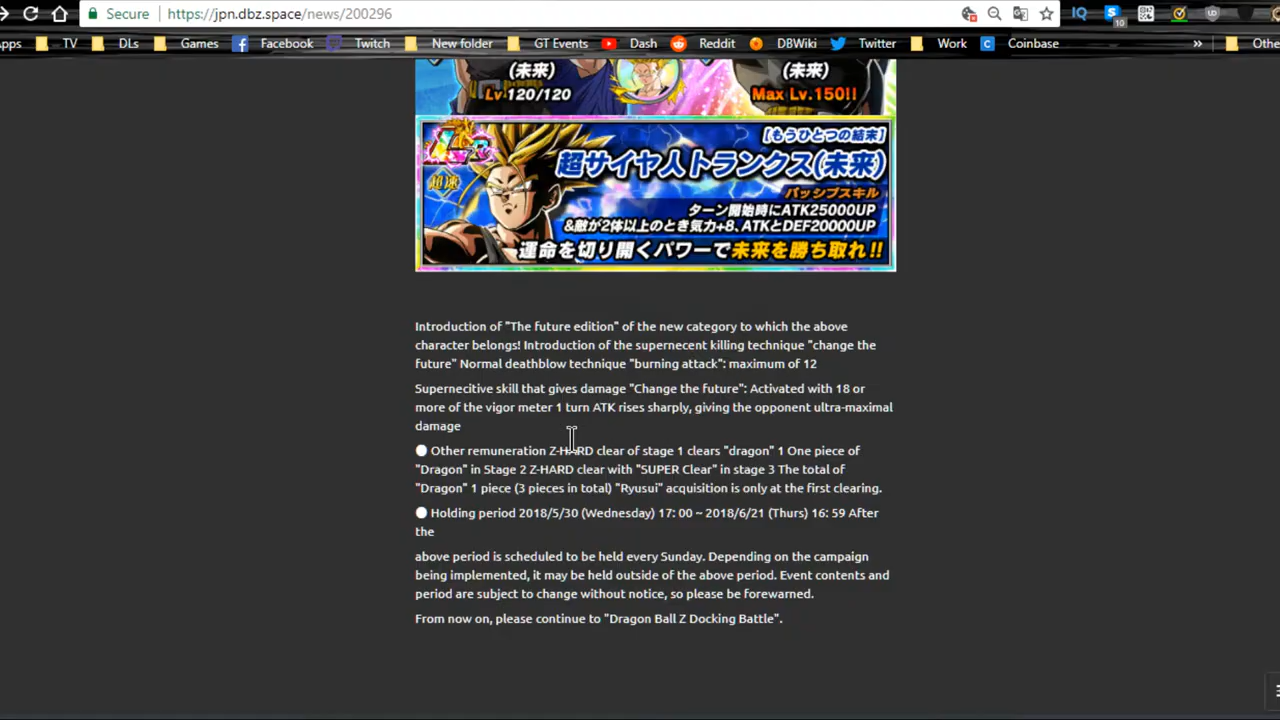 Secure
https://jpn.dbz.space/news/200296
IQ
10
Apps
TV
DLs
Games
Facebook
Twitch
New folder
GT Events
Dash
Reddit
DBWiki
Twitter
Work
Coinbase
»
Othe
(未来)
Lv 120/120
(未来)
Max Lv.150!!
LR
超速
[もうひとつの結末]
超サイヤ人トランクス(未来)
パッシブスキル
ターン開始時にATK25000UP
&敵が2体以上のとき気力+8、ATKとDEF20000UP
運命を切り開くパワーで未来を勝ち取れ!!
Introduction of "The future edition" of the new category to which the above
character belongs! Introduction of the supernecent killing technique "change the
future" Normal deathblow technique "burning attack": maximum of 12
Supernecitive skill that gives damage "Change the future": Activated with 18 or
more of the vigor meter 1 turn ATK rises sharply, giving the opponent ultra-maximal
damage
● Other remuneration Z-HARD clear of stage 1 clears "dragon" 1 One piece of
"Dragon" in Stage 2 Z-HARD clear with "SUPER Clear" in stage 3 The total of
"Dragon" 1 piece (3 pieces in total) "Ryusui" acquisition is only at the first clearing.
● Holding period 2018/5/30 (Wednesday) 17: 00 ~ 2018/6/21 (Thurs) 16: 59 After
the
above period is scheduled to be held every Sunday. Depending on the campaign
being implemented, it may be held outside of the above period. Event contents and
period are subject to change without notice, so please be forewarned.
From now on, please continue to "Dragon Ball Z Docking Battle".